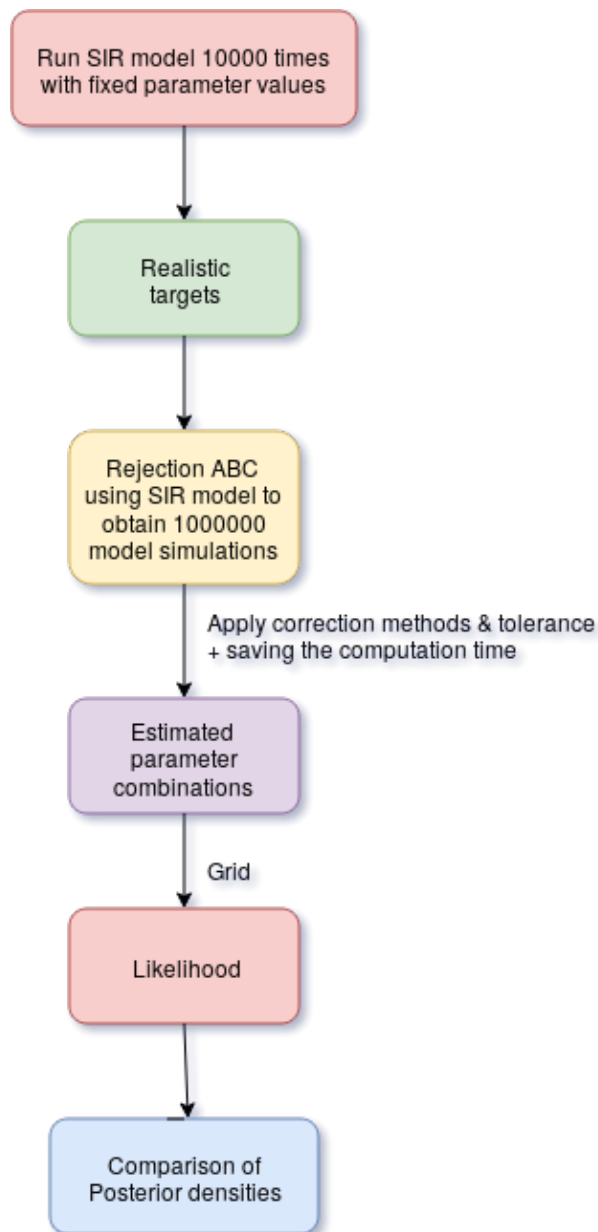 Run SIR model 10000 times
with fixed parameter values
Realistic
targets
Rejection ABC
using SIR model to
obtain 1000000
model simulations
Apply correction methods & tolerance
+ saving the computation time
Estimated
parameter
combinations
Grid
Likelihood
Comparison of
Posterior densities